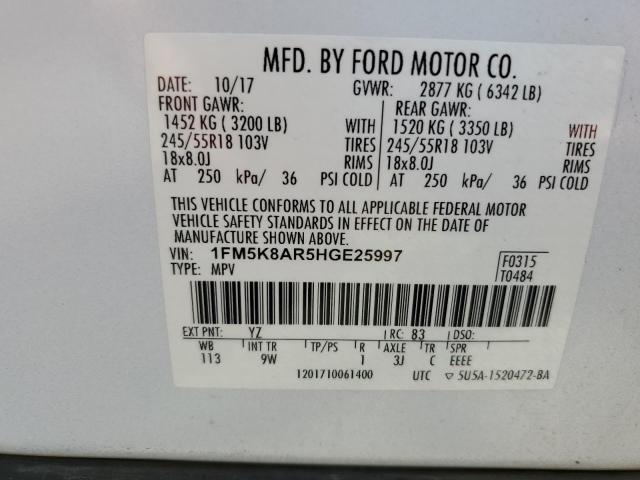 MFD. BY FORD MOTOR CO.
DATE: 10/17 GVWR: 2877 KG ( 6342 LB)
FRONT GAWR: REAR GAWR:
1452 KG ( 3200 LB) WITH 1520 KG ( 3350 LB) WITH
245/55R18 103V TIRES 245/55R18 103V TIRES
18x8.0J RIMS 18x8.0J RIMS
AT 250 kPa/ 36 PSI COLD AT 250 kPa/ 36 PSI COLD
THIS VEHICLE CONFORMS TO ALL APPLICABLE FEDERAL MOTOR
VEHICLE SAFETY STANDARDS IN EFFECT ON THE DATE OF
MANUFACTURE SHOWN ABOVE.
VIN: 1FM5K8AR5HGE25997 F0315
TYPE: MPV T0484
EXT PNT: YZ RC: 83 DSO:
WB INT TR TP/PS R AXLE TR SPR
113 9W 1 3J C EEEE
1201710061400 UTC ▽ 5U5A-1520472-BA